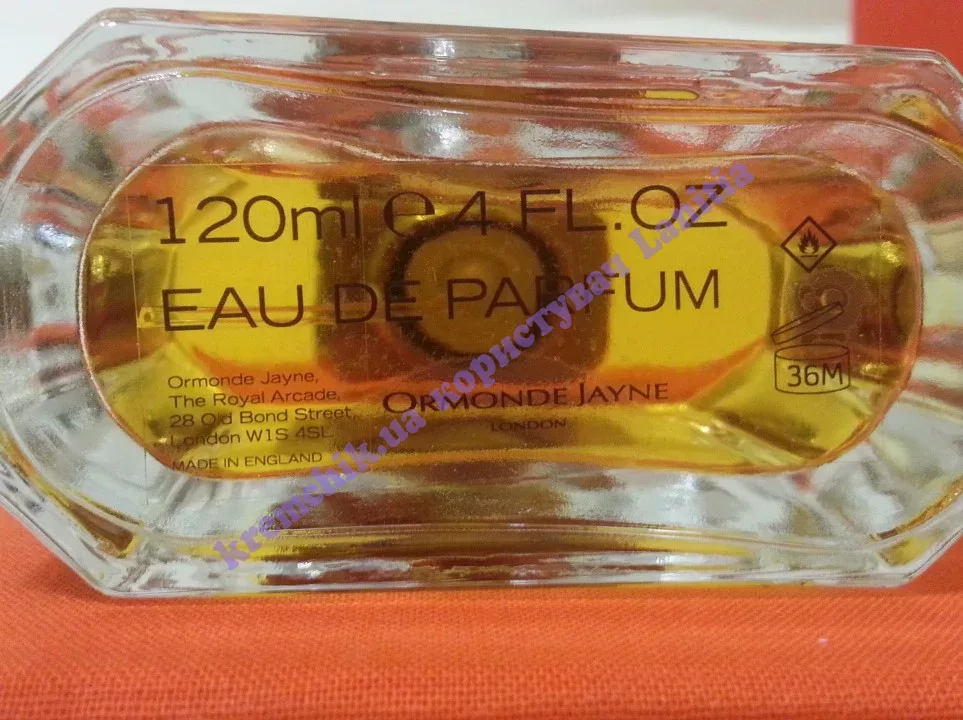 120ml e 4 FL.OZ
EAU DE PARFUM
Ormonde Jayne,
The Royal Arcade,
28 Old Bond Street,
London W1S 4SL
MADE IN ENGLAND
ORMONDE JAYNE
LONDON
36M
kremchik.ua користувач Lapinia